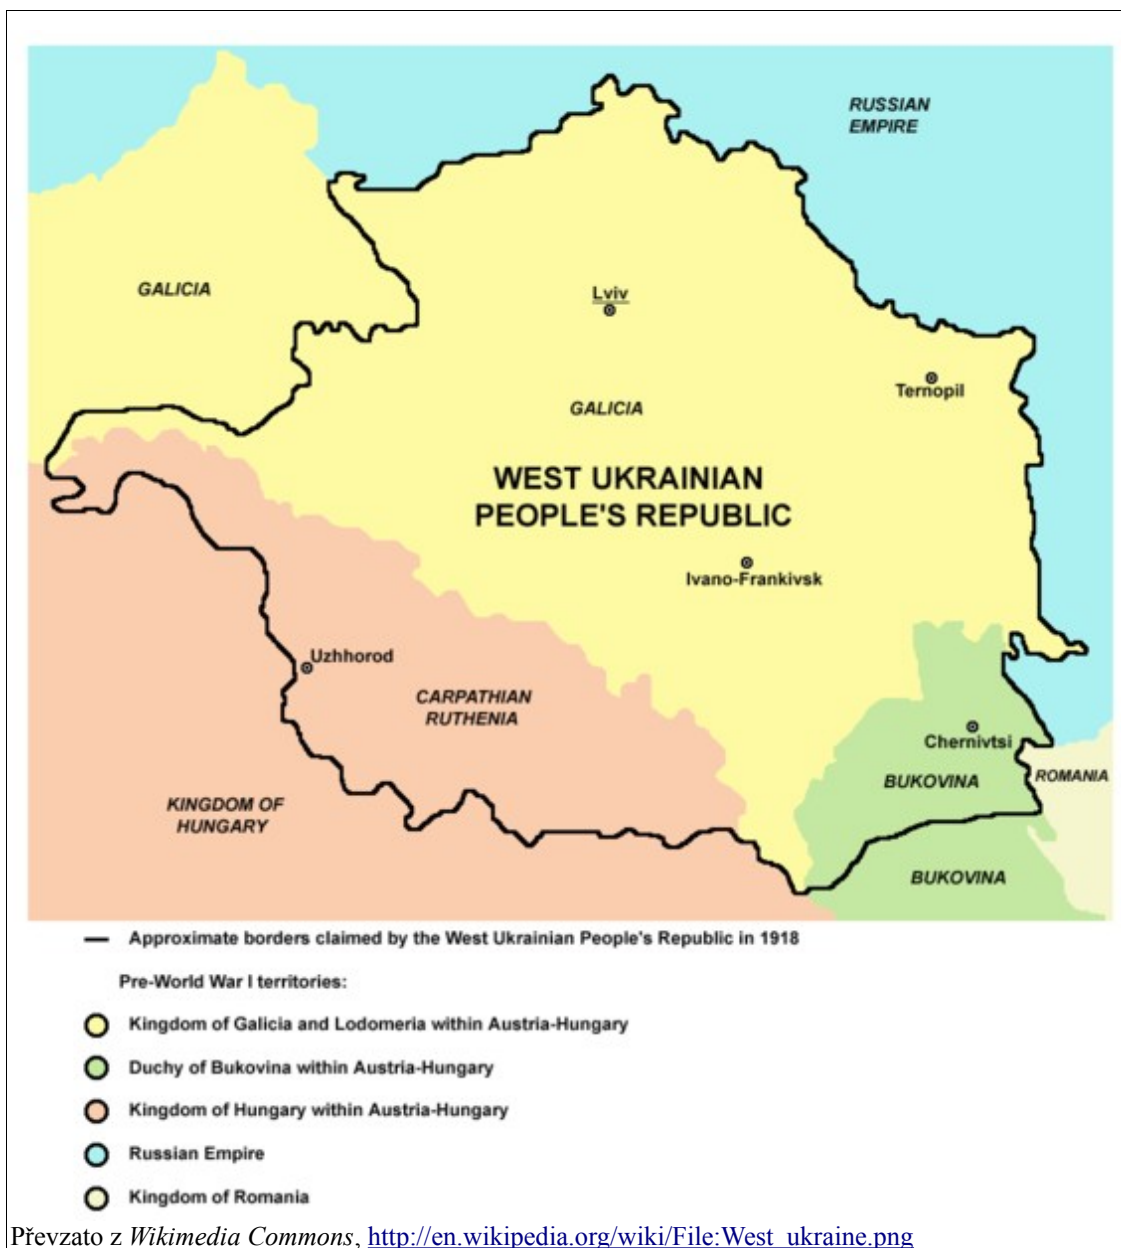 RUSSIAN
EMPIRE
GALICIA
Lviv
Ternopil
GALICIA
WEST UKRAINIAN
PEOPLE'S REPUBLIC
Ivano-Frankivsk
Uzhhorod
CARPATHIAN
RUTHENIA
Chernivtsi
BUKOVINA
ROMANIA
KINGDOM OF
HUNGARY
BUKOVINA
Approximate borders claimed by the West Ukrainian People's Republic in 1918
Pre-World War I territories:
Kingdom of Galicia and Lodomeria within Austria-Hungary
Duchy of Bukovina within Austria-Hungary
Kingdom of Hungary within Austria-Hungary
Russian Empire
Kingdom of Romania
Převzato z Wikimedia Commons, http://en.wikipedia.org/wiki/File:West_ukraine.png